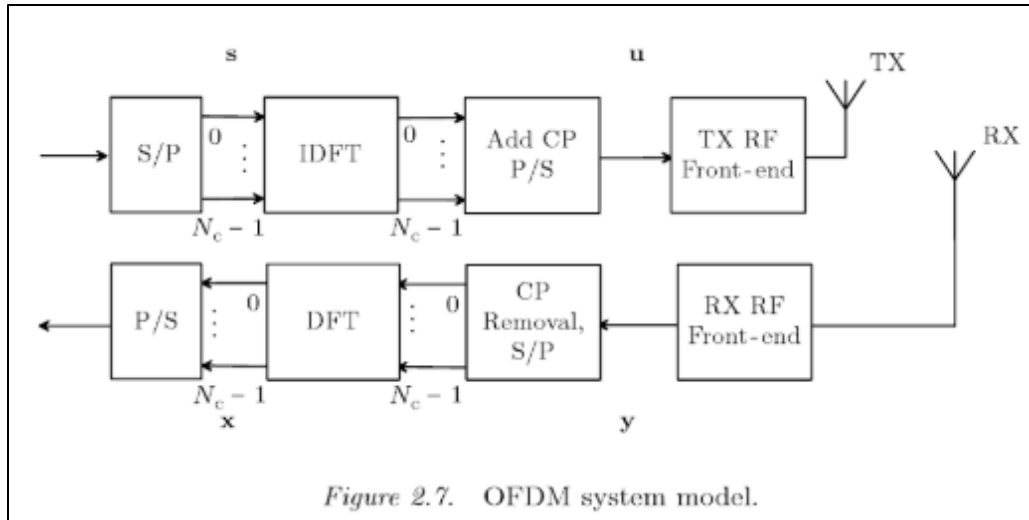 s
u
TX
RX
S/P
0
⋮
N_c − 1
IDFT
0
⋮
N_c − 1
Add CP
P/S
TX RF
Front-end
P/S
0
⋮
N_c − 1
DFT
0
⋮
N_c − 1
CP
Removal,
S/P
RX RF
Front-end
x
y
Figure 2.7. OFDM system model.